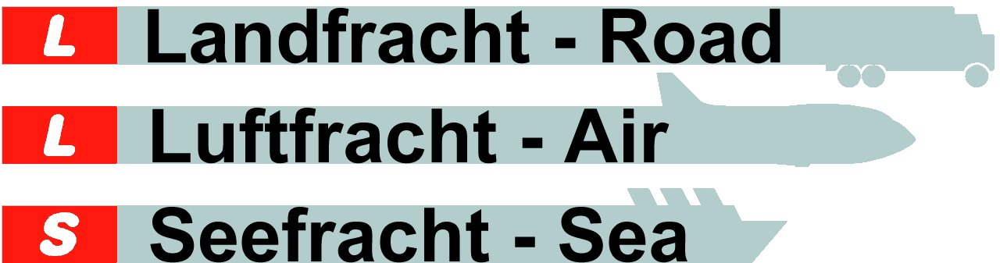 L Landfracht - Road
L Luftfracht - Air
S Seefracht - Sea